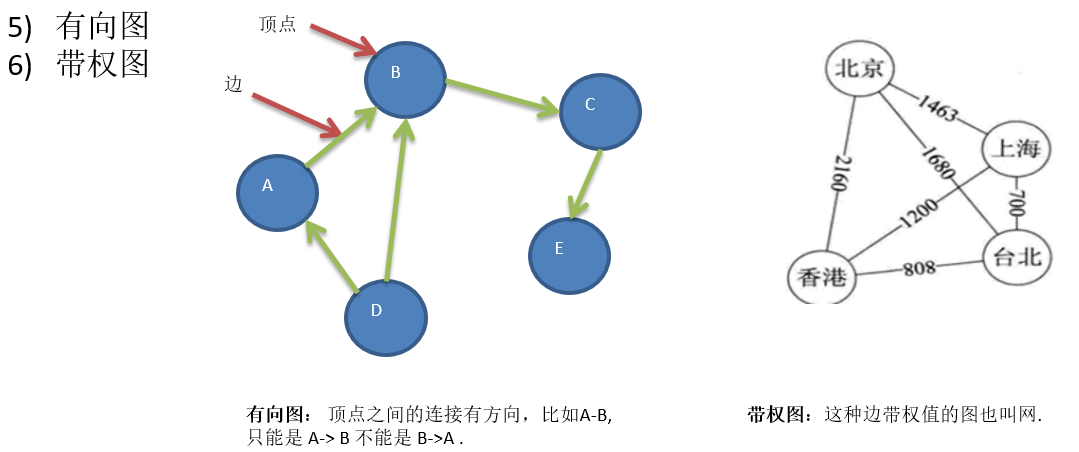 5) 有向图
6) 带权图
顶点
边
B
C
A
E
D
北京
1463
上海
2160
1680
1200
700
香港
808
台北
有向图： 顶点之间的连接有方向，比如A-B,
只能是 A-> B 不能是 B->A .
带权图：这种边带权值的图也叫网.